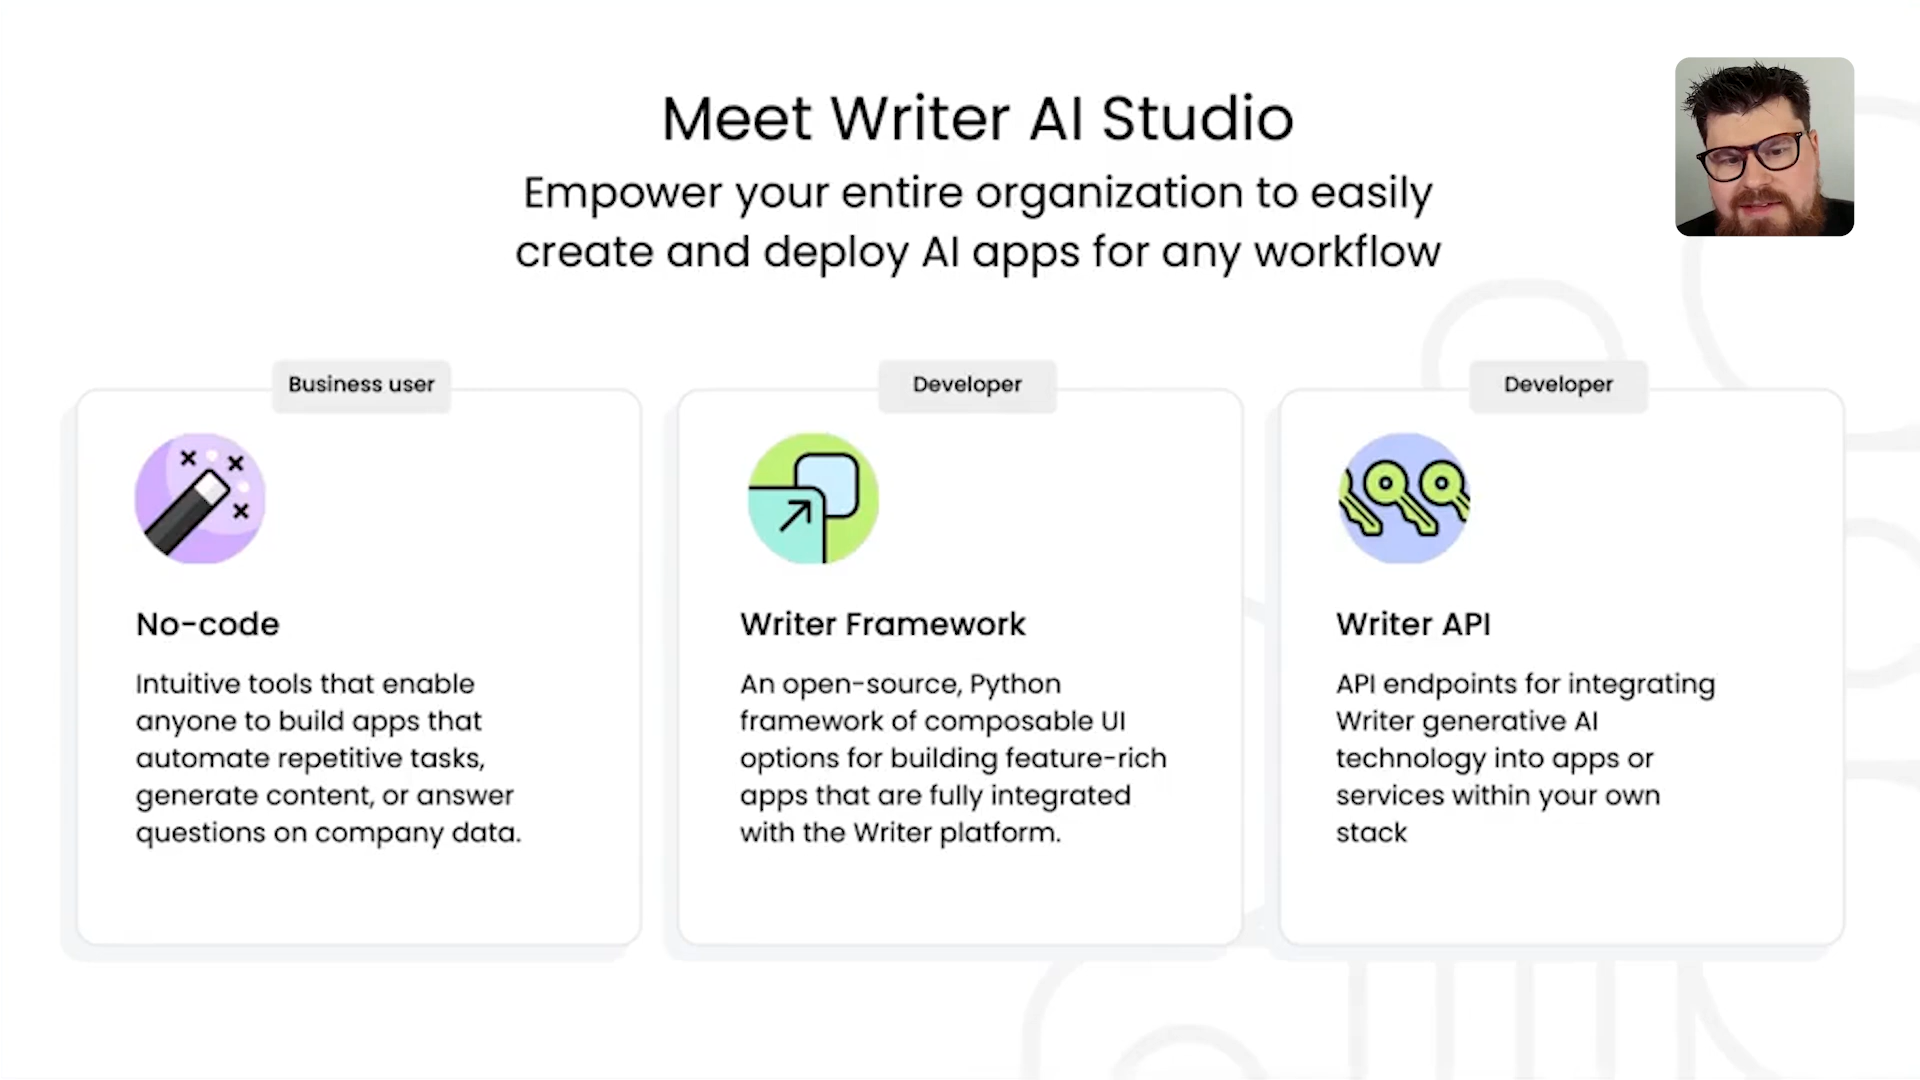 Meet Writer AI Studio
Empower your entire organization to easily
create and deploy AI apps for any workflow
Business user
No-code
Intuitive tools that enable
anyone to build apps that
automate repetitive tasks,
generate content, or answer
questions on company data.
Developer
Writer Framework
An open-source, Python
framework of composable UI
options for building feature-rich
apps that are fully integrated
with the Writer platform.
Developer
Writer API
API endpoints for integrating
Writer generative AI
technology into apps or
services within your own
stack